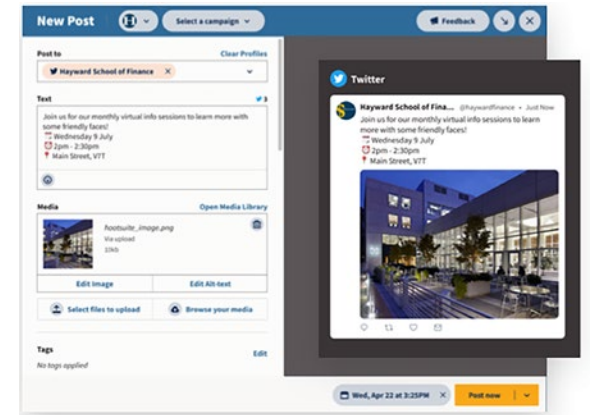 New Post
H
Select a campaign
Feedback
Post to
Clear Profiles
Hayward School of Finance
Text
3
Join us for our monthly virtual info sessions to learn more with
some friendly faces!
Wednesday 9 July
2pm - 2:30pm
Main Street, V7T
Media
Open Media Library
hootsuite_image.png
Via upload
10kb
Edit Image
Edit Alt-text
Select files to upload
Browse your media
Tags
Edit
No tags applied
Twitter
Hayward School of Fina... @haywardfinance • Just Now
Join us for our monthly virtual info sessions to learn
more with some friendly faces!
Wednesday 9 July
2pm - 2:30pm
Main Street, V7T
Wed, Apr 22 at 3:25PM
Post now